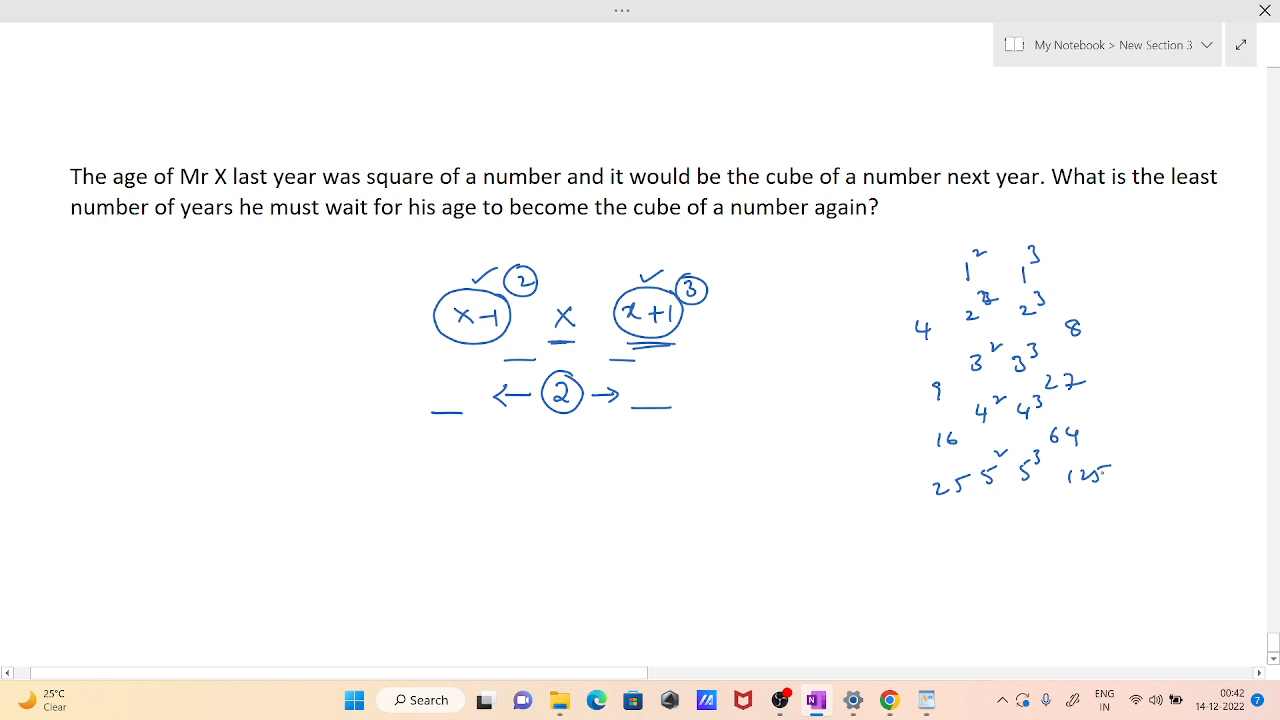 My Notebook > New Section 3
The age of Mr X last year was square of a number and it would be the cube of a number next year. What is the least
number of years he must wait for his age to become the cube of a number again?
x-1 2 x x+1 3
2
1² 1³
4 2² 2³ 8
9 3² 3³ 27
16 4² 4³ 64
25 5² 5³ 125
25°C
Clear
Search
ENG
IN
00:42
14-12-2022
7